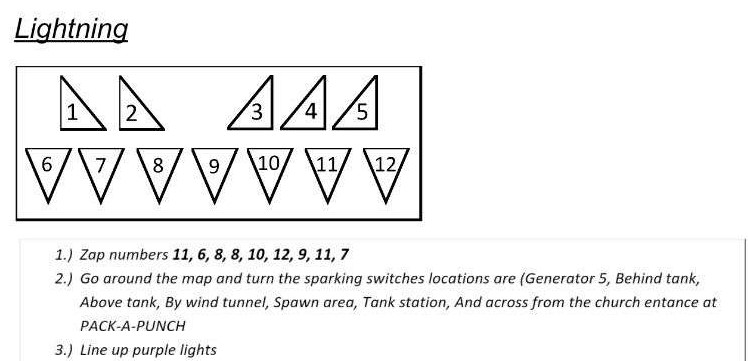 Lightning
1 2 3 4 5
6 7 8 9 10 11 12
1.) Zap numbers 11, 6, 8, 8, 10, 12, 9, 11, 7
2.) Go around the map and turn the sparking switches locations are (Generator 5, Behind tank,
Above tank, By wind tunnel, Spawn area, Tank station, And across from the church entance at
PACK-A-PUNCH
3.) Line up purple lights